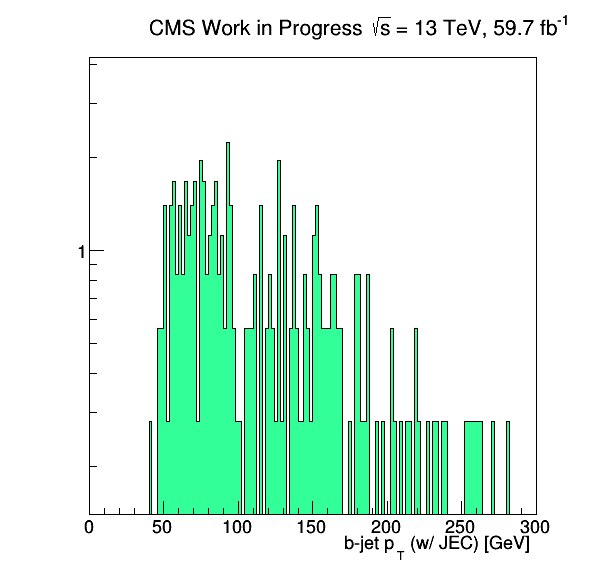 CMS Work in Progress √s = 13 TeV, 59.7 fb⁻¹
1
0 50 100 150 200 250 300
b-jet p_T (w/ JEC) [GeV]